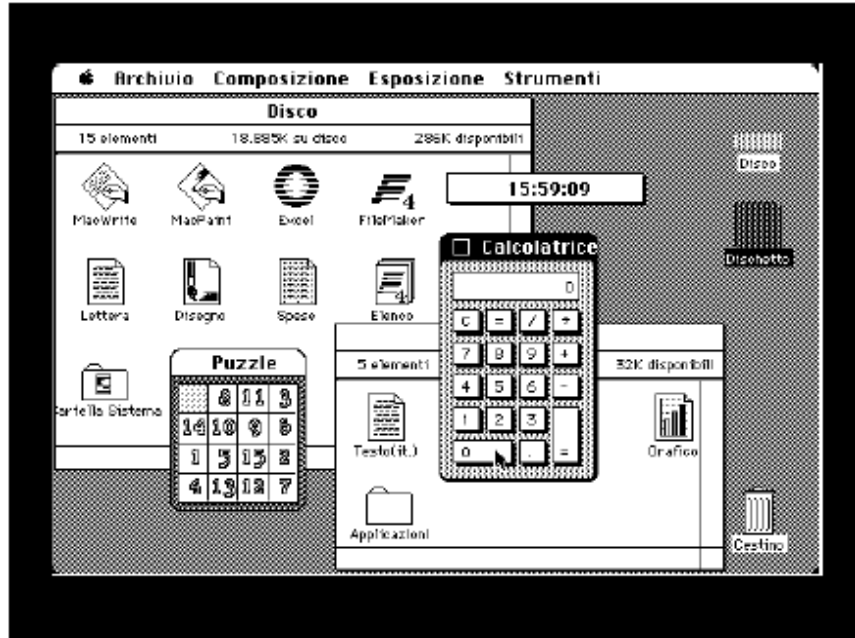 Archivio Composizione Esposizione Strumenti
Disco
15 elementi 18.885K su disco 286K disponibili
MacWrite MacPaint Excel FileMaker
4
15:59:09
Disco
Dischetto
Calcolatrice
0
C = / *
7 8 9 +
4 5 6 -
1 2 3
0 . =
Lettera Disegno Spese Elenco
4
Cartella Sistema
Puzzle
8 11 3
14 10 9 6
1 5 15 2
4 13 12 7
5 elementi 32K disponibili
Testo(it.) Grafico
Applicazioni
Cestino